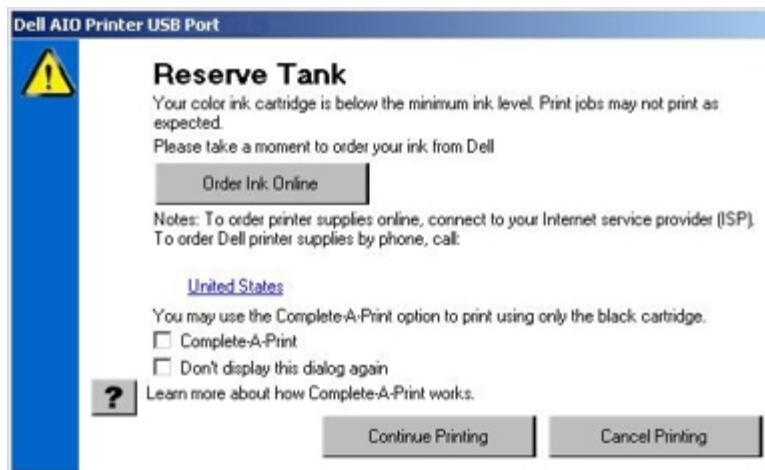 Dell AIO Printer USB Port
Reserve Tank
Your color ink cartridge is below the minimum ink level. Print jobs may not print as
expected.
Please take a moment to order your ink from Dell
Order Ink Online
Notes: To order printer supplies online, connect to your Internet service provider (ISP).
To order Dell printer supplies by phone, call:
United States
You may use the Complete-A-Print option to print using only the black cartridge.
Complete-A-Print
Don't display this dialog again
? Learn more about how Complete-A-Print works.
Continue Printing Cancel Printing